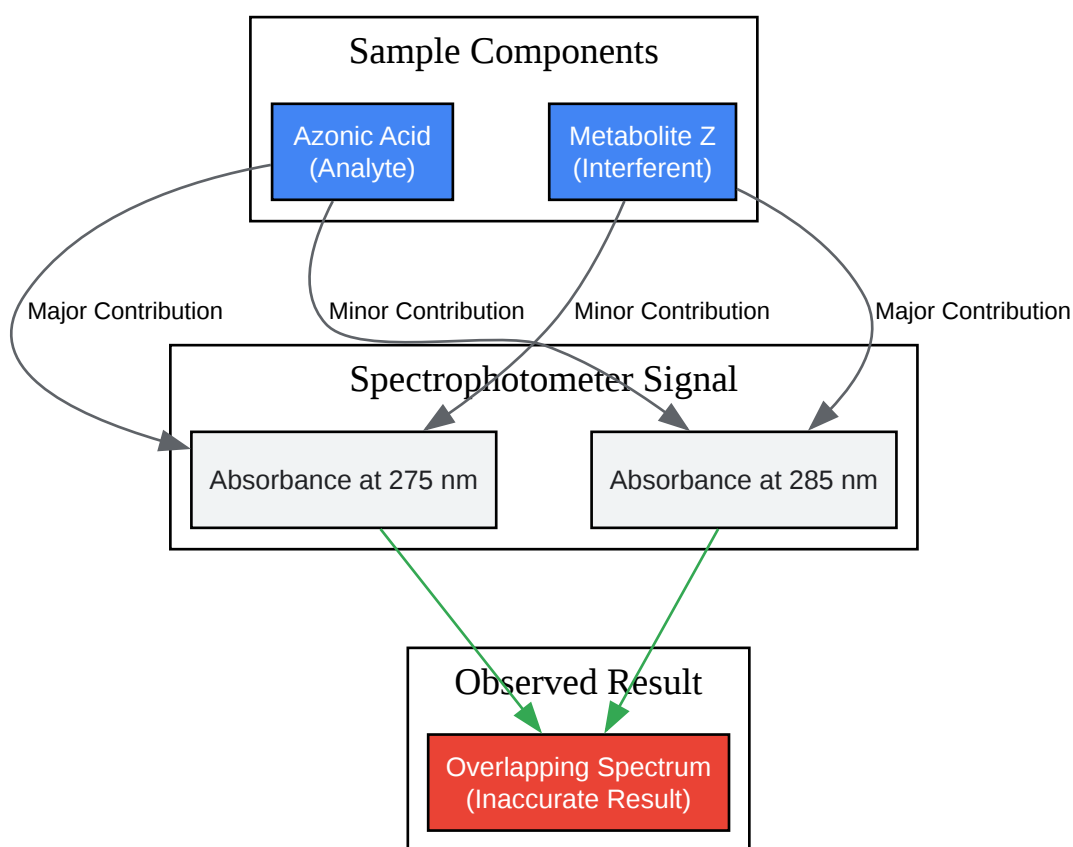 Sample Components
Azonic Acid
(Analyte)
Metabolite Z
(Interferent)
Major Contribution
Minor Contribution
Minor Contribution
Major Contribution
Spectrophotometer Signal
Absorbance at 275 nm
Absorbance at 285 nm
Observed Result
Overlapping Spectrum
(Inaccurate Result)